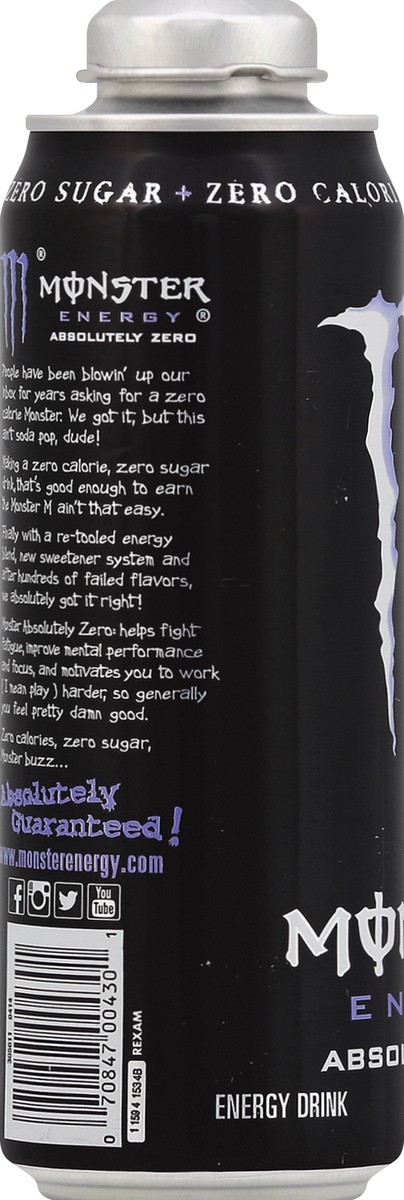 ZERO SUGAR + ZERO CALORI
®
MONSTER
ENERGY ®
ABSOLUTELY ZERO
People have been blowin' up our
inbox for years asking for a zero
calorie Monster. We got it, but this
ain't soda pop, dude!
Making a zero calorie, zero sugar
drink, that's good enough to earn
the Monster M ain't that easy.
Finally with a re-tooled energy
blend, new sweetener system and
after hundreds of failed flavors,
we absolutely got it right!
Monster Absolutely Zero: helps fight
fatigue, improve mental performance
and focus, and motivates you to work
( I mean play ) harder, so generally
you feel pretty damn good.
Zero calories, zero sugar,
Monster buzz...
Absolutely
Guaranteed!
www.monsterenergy.com
f
You
Tube
0 70847 00430 1
305011 0414
1 159 4 1534B
REXAM
MON
EN
ABSOL
ENERGY DRINK